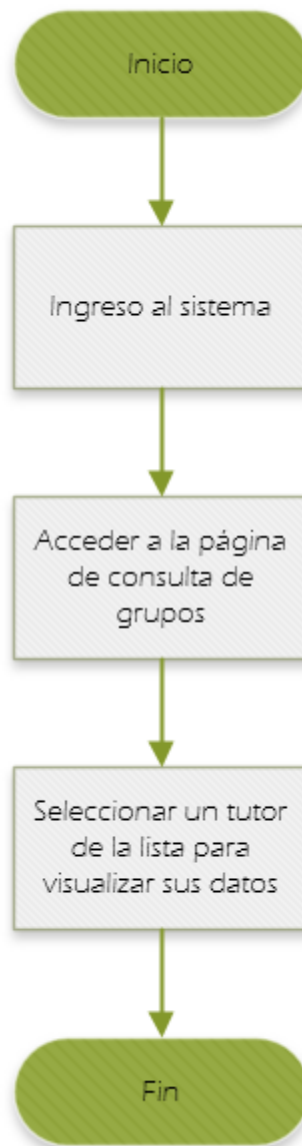 Inicio
Ingreso al sistema
Acceder a la página
de consulta de
grupos
Seleccionar un tutor
de la lista para
visualizar sus datos
Fin